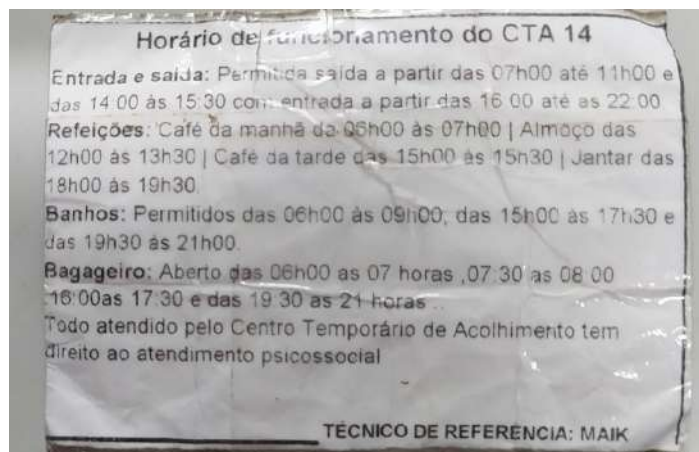 Horário de funcionamento do CTA 14
Entrada e saída: Permitida saída a partir das 07h00 até 11h00 e
das 14:00 às 15:30 com entrada a partir das 16:00 até as 22:00
Refeições: Café da manhã da 05h00 às 07h00 | Almoço das
12h00 às 13h30 | Café da tarde das 15h00 às 15h30 | Jantar das
18h00 às 19h30.
Banhos: Permitidos das 06h00 às 09h00, das 15h00 às 17h30 e
das 19h30 às 21h00.
Bagageiro: Aberto das 06h00 as 07 horas ,07:30 as 08:00
,16:00as 17:30 e das 19:30 as 21 horas ..
Todo atendido pelo Centro Temporário de Acolhimento tem
direito ao atendimento psicossocial
TÉCNICO DE REFERÊNCIA: MAIK